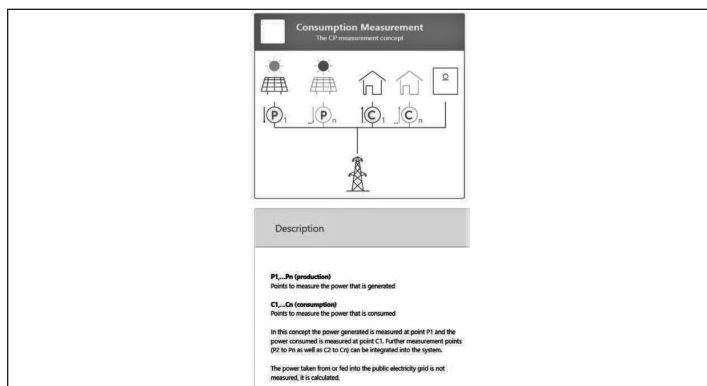 Consumption Measurement
The CP measurement concept
P1
Pn
C1
Cn
Description
P1,...Pn (production)
Points to measure the power that is generated
C1,...Cn (consumption)
Points to measure the power that is consumed
In this concept the power generated is measured at point P1 and the
power consumed is measured at point C1. Further measurement points
(P2 to Pn as well as C2 to Cn) can be integrated into the system.
The power taken from or fed into the public electricity grid is not
measured, it is calculated.